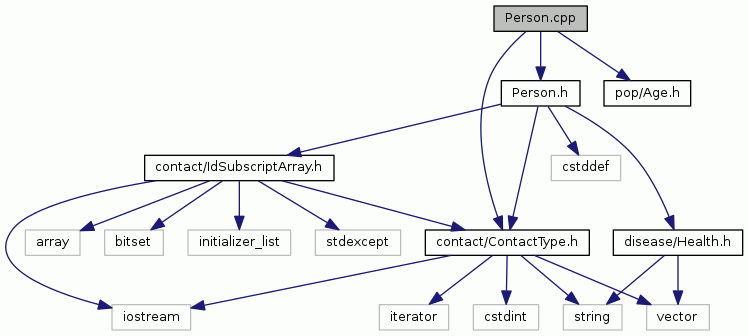 Person.cpp
Person.h
pop/Age.h
contact/IdSubscriptArray.h
cstddef
array
bitset
initializer_list
stdexcept
contact/ContactType.h
disease/Health.h
iostream
iterator
cstdint
string
vector